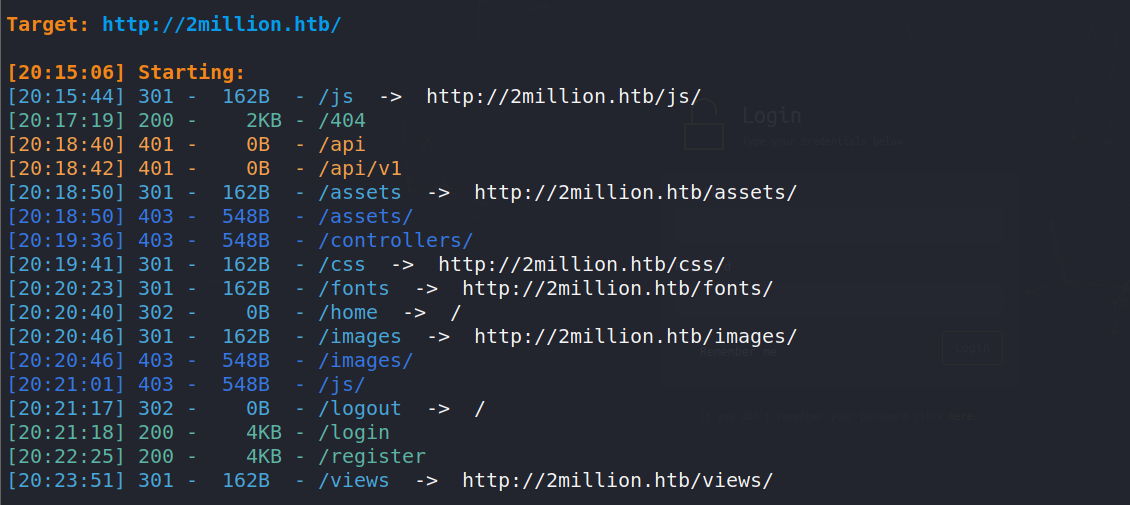 Target: http://2million.htb/
[20:15:06] Starting:
[20:15:44] 301 - 162B - /js -> http://2million.htb/js/
[20:17:19] 200 - 2KB - /404
[20:18:40] 401 - 0B - /api
[20:18:42] 401 - 0B - /api/v1
[20:18:50] 301 - 162B - /assets -> http://2million.htb/assets/
[20:18:50] 403 - 548B - /assets/
[20:19:36] 403 - 548B - /controllers/
[20:19:41] 301 - 162B - /css -> http://2million.htb/css/
[20:20:23] 301 - 162B - /fonts -> http://2million.htb/fonts/
[20:20:40] 302 - 0B - /home -> /
[20:20:46] 301 - 162B - /images -> http://2million.htb/images/
[20:20:46] 403 - 548B - /images/
[20:21:01] 403 - 548B - /js/
[20:21:17] 302 - 0B - /logout -> /
[20:21:18] 200 - 4KB - /login
[20:22:25] 200 - 4KB - /register
[20:23:51] 301 - 162B - /views -> http://2million.htb/views/
Login
Remember me